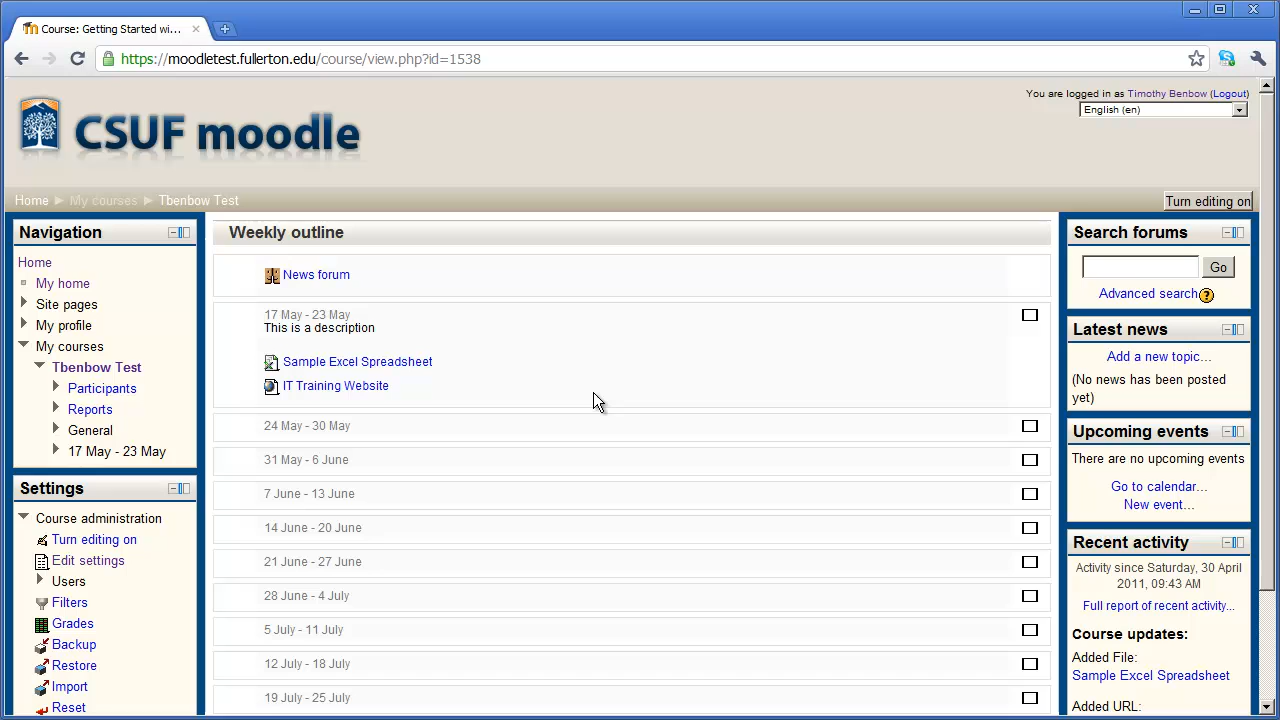 Course: Getting Started wi...
https://moodletest.fullerton.edu/course/view.php?id=1538
You are logged in as Timothy Benbow (Logout)
English (en)
CSUF moodle
Home My courses Tbenbow Test
Turn editing on
Navigation
Home
My home
Site pages
My profile
My courses
Tbenbow Test
Participants
Reports
General
17 May - 23 May
Settings
Course administration
Turn editing on
Edit settings
Users
Filters
Grades
Backup
Restore
Import
Reset
Weekly outline
News forum
17 May - 23 May
This is a description
Sample Excel Spreadsheet
IT Training Website
24 May - 30 May
31 May - 6 June
7 June - 13 June
14 June - 20 June
21 June - 27 June
28 June - 4 July
5 July - 11 July
12 July - 18 July
19 July - 25 July
Search forums
Go
Advanced search ?
Latest news
Add a new topic...
(No news has been posted
yet)
Upcoming events
There are no upcoming events
Go to calendar...
New event...
Recent activity
Activity since Saturday, 30 April
2011, 09:43 AM
Full report of recent activity...
Course updates:
Added File:
Sample Excel Spreadsheet
Added URL: